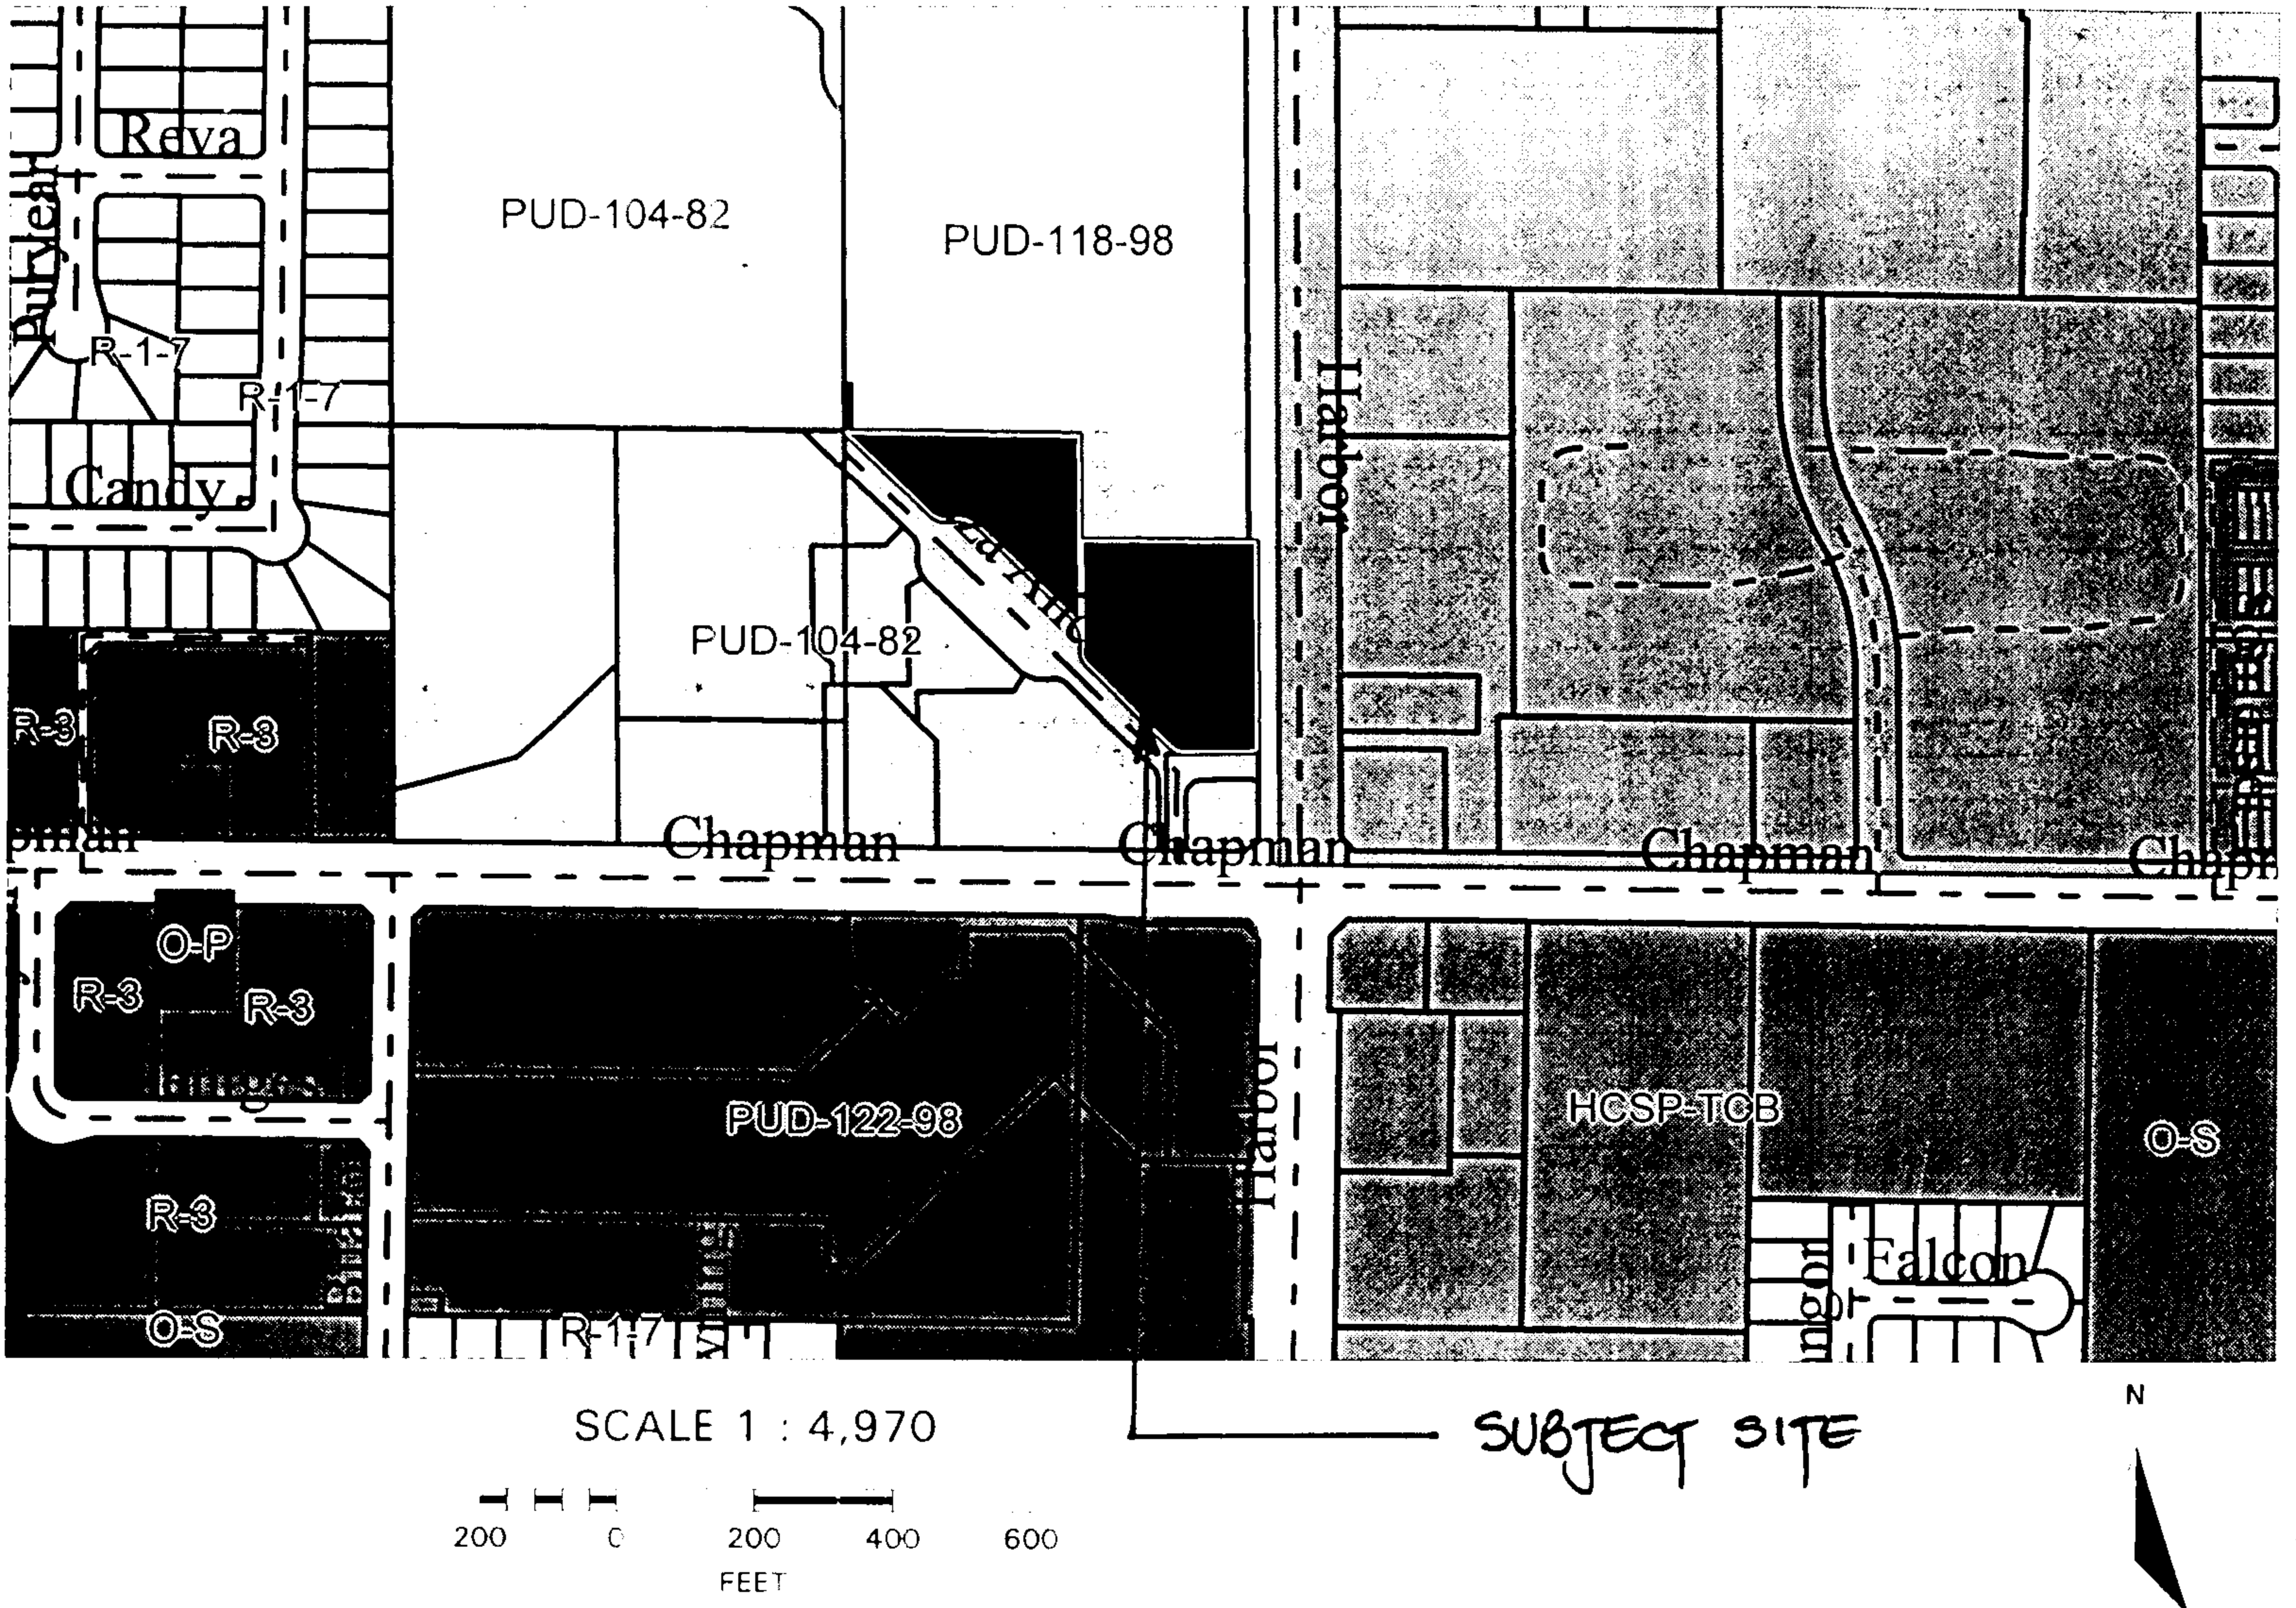 Reva
Puryear
PUD-104-82
PUD-118-98
R-1-7
R-1-7
Harbor
Candy
PUD-104-82
R-3
R-3
Chapman
Chapman
Chapman
O-P
R-3
R-3
PUD-122-98
Harbor
HCSP-TCB
O-S
R-3
Falcon
O-S
R-1-7
N
SCALE 1 : 4,970
SUBJECT SITE
200 0 200 400 600
FEET